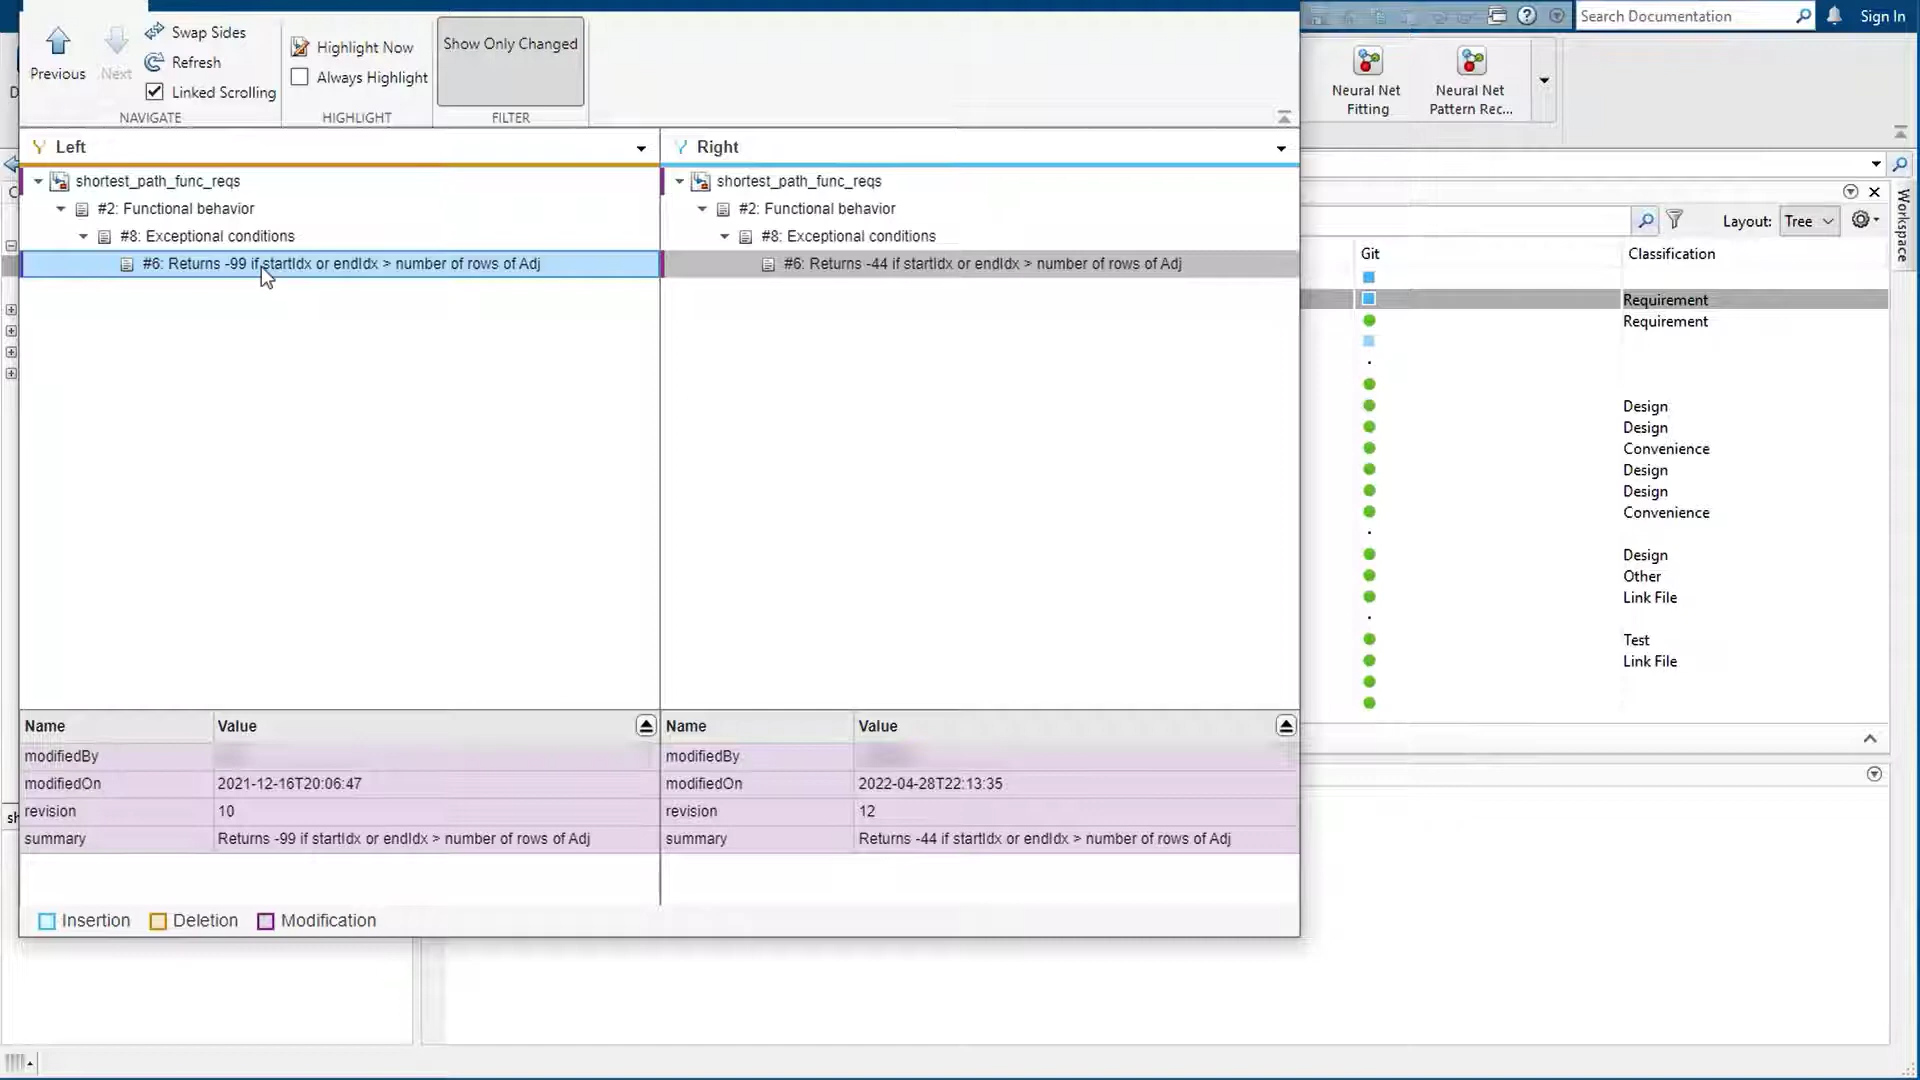 Previous
Next
Swap Sides
Refresh
Linked Scrolling
NAVIGATE
Highlight Now
Always Highlight
HIGHLIGHT
Show Only Changed
FILTER
Search Documentation
Sign In
Neural Net
Fitting
Neural Net
Pattern Rec...
Left
Right
shortest_path_func_reqs
#2: Functional behavior
#8: Exceptional conditions
#6: Returns -99 if startIdx or endIdx > number of rows of Adj
shortest_path_func_reqs
#2: Functional behavior
#8: Exceptional conditions
#6: Returns -44 if startIdx or endIdx > number of rows of Adj
Layout: Tree
Workspace
Git Classification
Requirement
Requirement
Design
Design
Convenience
Design
Design
Convenience
Design
Other
Link File
Test
Link File
Name Value
modifiedBy
modifiedOn 2021-12-16T20:06:47
revision 10
summary Returns -99 if startIdx or endIdx > number of rows of Adj
Name Value
modifiedBy
modifiedOn 2022-04-28T22:13:35
revision 12
summary Returns -44 if startIdx or endIdx > number of rows of Adj
Insertion Deletion Modification